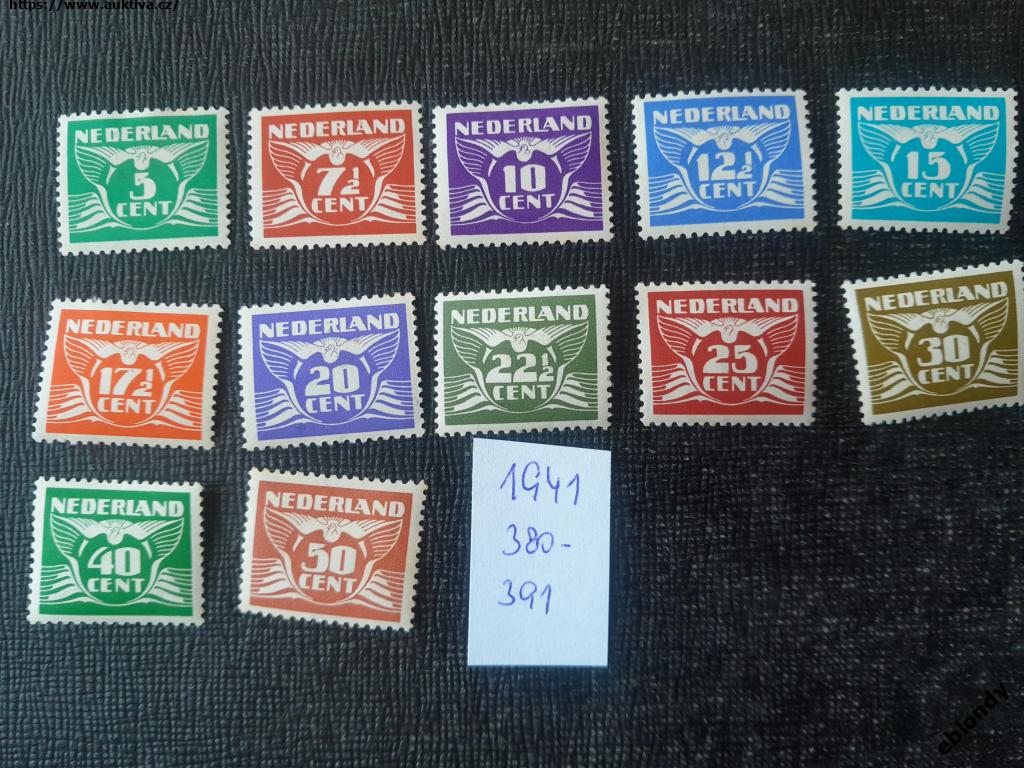 https://www.auktiva.cz/
NEDERLAND
5
CENT
NEDERLAND
7½
CENT
NEDERLAND
10
CENT
NEDERLAND
12½
CENT
NEDERLAND
15
CENT
NEDERLAND
17½
CENT
NEDERLAND
20
CENT
NEDERLAND
22½
CENT
NEDERLAND
25
CENT
NEDERLAND
30
CENT
NEDERLAND
40
CENT
NEDERLAND
50
CENT
1941
380-
391
eblondy